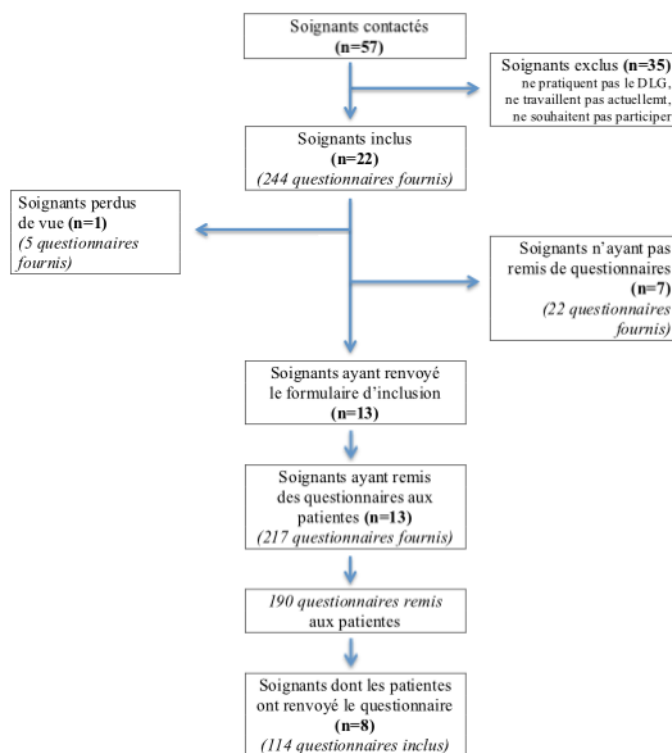 Soignants contactés
(n=57)
Soignants exclus (n=35)
ne pratiquent pas le DLG,
ne travaillent pas actuellemt,
ne souhaitent pas participer
Soignants inclus
(n=22)
(244 questionnaires fournis)
Soignants perdus
de vue (n=1)
(5 questionnaires
fournis)
Soignants n'ayant pas
remis de questionnaires
(n=7)
(22 questionnaires
fournis)
Soignants ayant renvoyé
le formulaire d'inclusion
(n=13)
Soignants ayant remis
des questionnaires aux
patientes (n=13)
(217 questionnaires fournis)
190 questionnaires remis
aux patientes
Soignants dont les patientes
ont renvoyé le questionnaire
(n=8)
(114 questionnaires inclus)